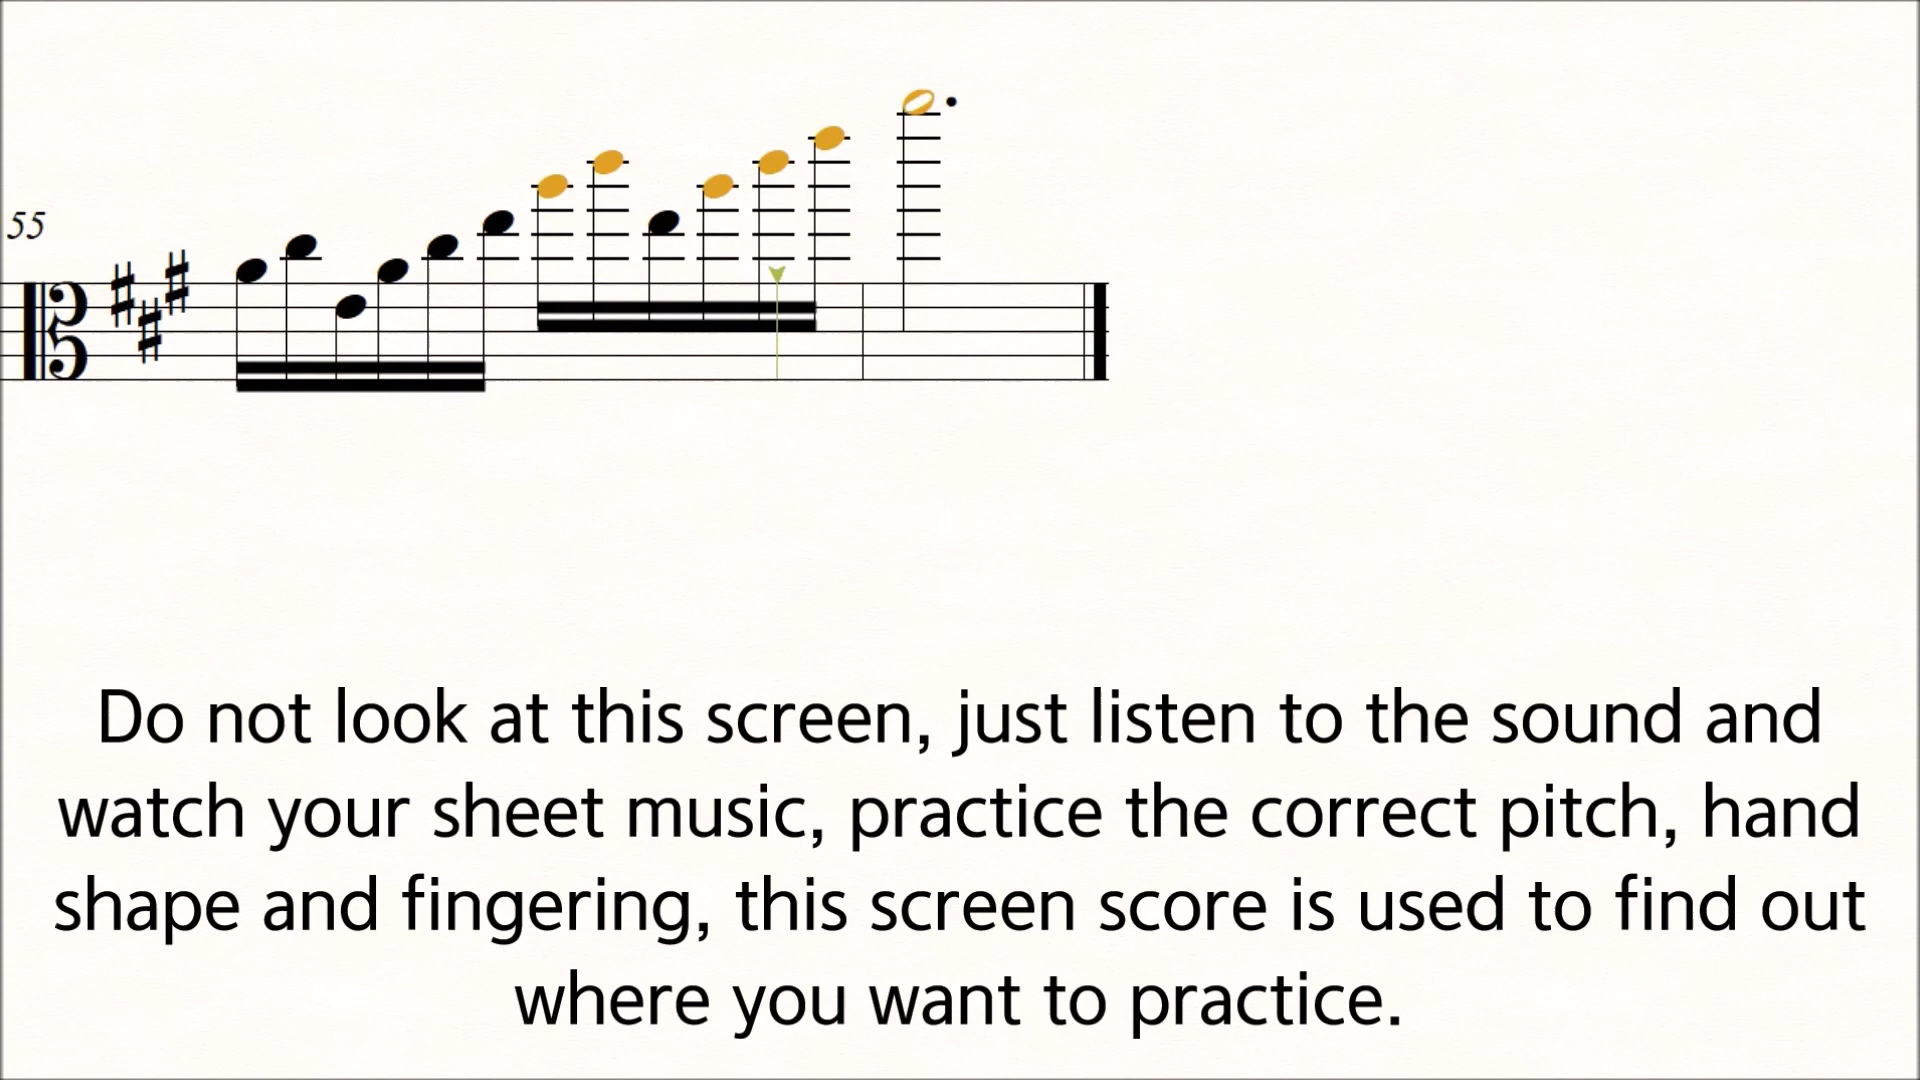 55
Do not look at this screen, just listen to the sound and
watch your sheet music, practice the correct pitch, hand
shape and fingering, this screen score is used to find out
where you want to practice.